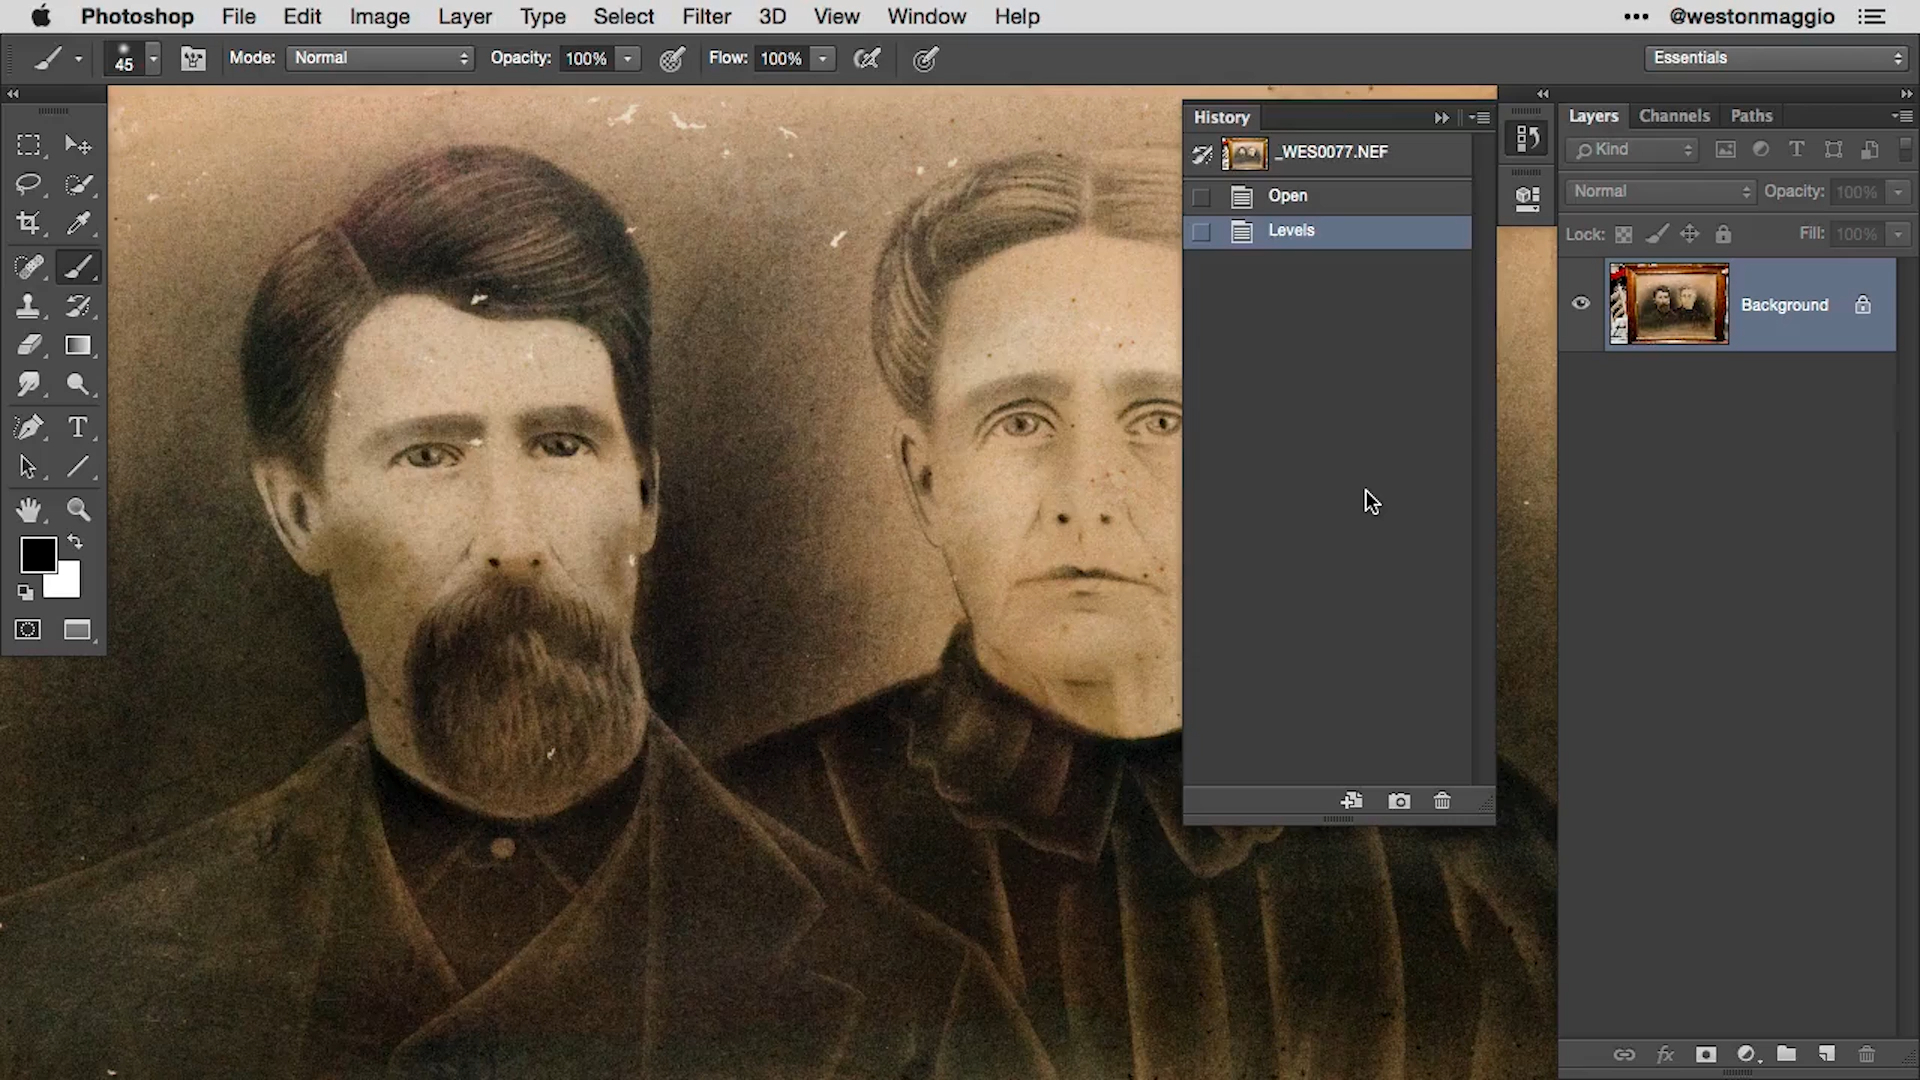 Photoshop File Edit Image Layer Type Select Filter 3D View Window Help ••• @westonmaggio
45 Mode: Normal Opacity: 100% Flow: 100% Essentials
History
_WES0077.NEF
Open
Levels
Layers Channels Paths
Kind
Normal Opacity: 100%
Lock: Fill: 100%
Background
T
fx